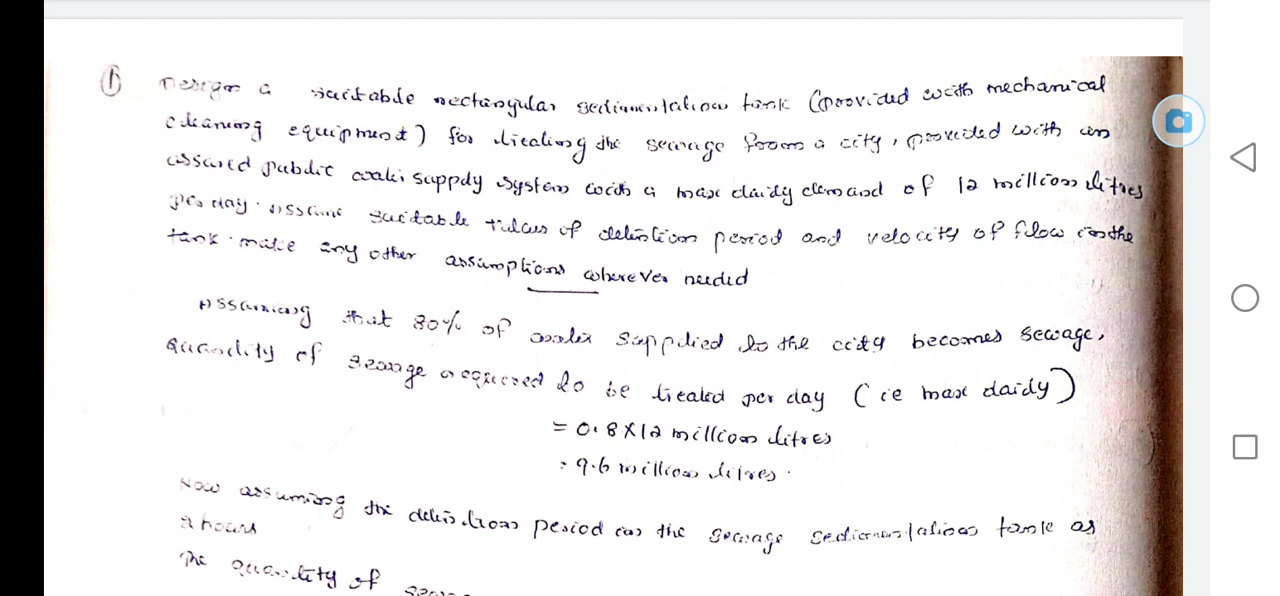 ①
Design a suitable rectangular sedimentation tank (provided with mechanical
cleaning equipment) for treating the sewage from a city, provided with an
assured public water supply system with a max daily demand of 12 million litres
per day. Assume suitable values of detention period and velocity of flow in the
tank. make any other assumptions wherever needed
Assuming that 80% of water supplied to the city becomes sewage,
quantity of sewage required to be treated per day (ie max daily)
= 0.8X12 million litres
= 9.6 million litres.
Now assuming the detention period in the sewage sedimentation tank as
2 hours
The quantity of